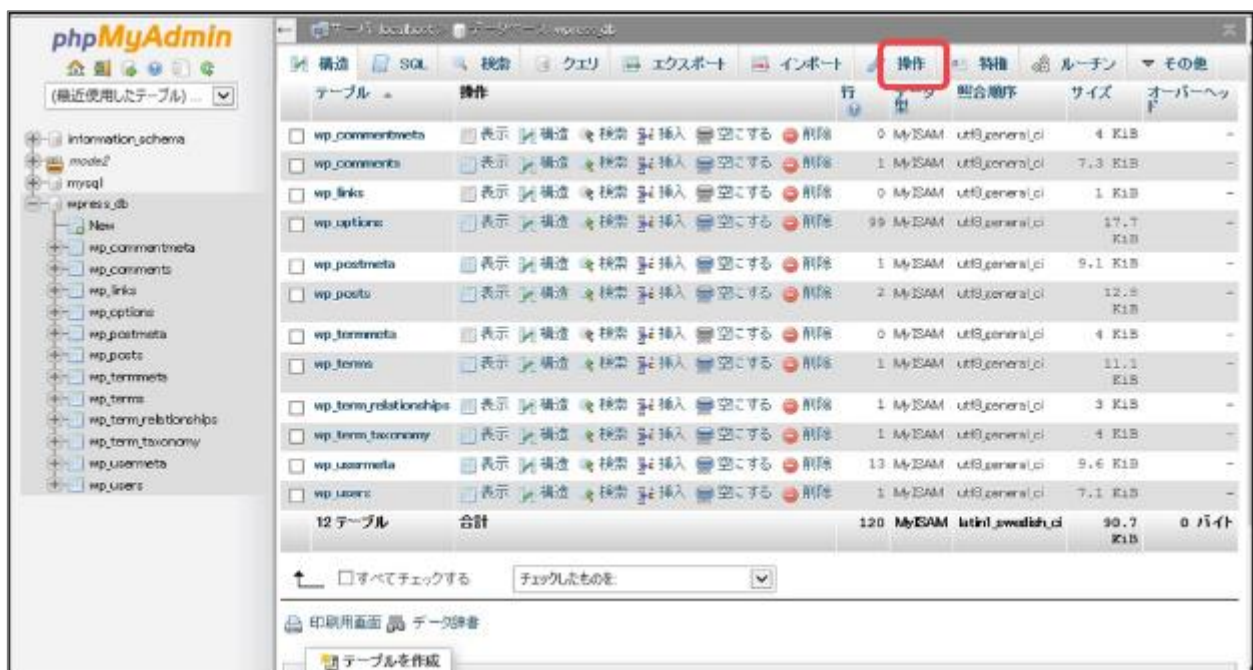 phpMyAdmin
(最近使用したテーブル) ...
information_schema
mode2
mysql
wpress_db
New
wp_commentmeta
wp_comments
wp_links
wp_options
wp_postmeta
wp_posts
wp_termmeta
wp_terms
wp_term_relationships
wp_term_taxonomy
wp_usermeta
wp_users
サーバ: localhost » データベース: wpress_db
構造 SQL 検索 クエリ エクスポート インポート 操作 特権 ルーチン その他
テーブル 操作 行 データ型 照合順序 サイズ オーバーヘッド
wp_commentmeta 表示 構造 検索 挿入 空にする 削除 0 MyISAM utf8_general_ci 4 KiB -
wp_comments 表示 構造 検索 挿入 空にする 削除 1 MyISAM utf8_general_ci 7.3 KiB -
wp_links 表示 構造 検索 挿入 空にする 削除 0 MyISAM utf8_general_ci 1 KiB -
wp_options 表示 構造 検索 挿入 空にする 削除 99 MyISAM utf8_general_ci 17.7 KiB -
wp_postmeta 表示 構造 検索 挿入 空にする 削除 1 MyISAM utf8_general_ci 9.1 KiB -
wp_posts 表示 構造 検索 挿入 空にする 削除 2 MyISAM utf8_general_ci 12.8 KiB -
wp_termmeta 表示 構造 検索 挿入 空にする 削除 0 MyISAM utf8_general_ci 4 KiB -
wp_terms 表示 構造 検索 挿入 空にする 削除 1 MyISAM utf8_general_ci 11.1 KiB -
wp_term_relationships 表示 構造 検索 挿入 空にする 削除 1 MyISAM utf8_general_ci 3 KiB -
wp_term_taxonomy 表示 構造 検索 挿入 空にする 削除 1 MyISAM utf8_general_ci 4 KiB -
wp_usermeta 表示 構造 検索 挿入 空にする 削除 13 MyISAM utf8_general_ci 9.6 KiB -
wp_users 表示 構造 検索 挿入 空にする 削除 1 MyISAM utf8_general_ci 7.1 KiB -
12 テーブル 合計 120 MyISAM latin1_swedish_ci 90.7 KiB 0 バイト
すべてチェックする チェックしたものを:
印刷用画面 データ辞書
テーブルを作成